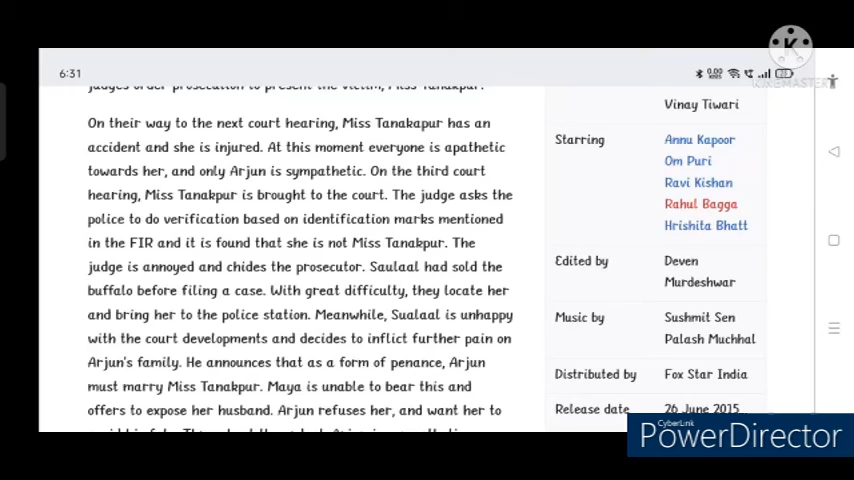 6:31
KINEMASTER
judges order prosecution to present the victim, Miss Tanakpur.
On their way to the next court hearing, Miss Tanakapur has an
accident and she is injured. At this moment everyone is apathetic
towards her, and only Arjun is sympathetic. On the third court
hearing, Miss Tanakpur is brought to the court. The judge asks the
police to do verification based on identification marks mentioned
in the FIR and it is found that she is not Miss Tanakpur. The
judge is annoyed and chides the prosecutor. Saulaal had sold the
buffalo before filing a case. With great difficulty, they locate her
and bring her to the police station. Meanwhile, Sualaal is unhappy
with the court developments and decides to inflict further pain on
Arjun's family. He announces that as a form of penance, Arjun
must marry Miss Tanakpur. Maya is unable to bear this and
offers to expose her husband. Arjun refuses her, and want her to
Vinay Tiwari
Starring
Annu Kapoor
Om Puri
Ravi Kishan
Rahul Bagga
Hrishita Bhatt
Edited by
Deven
Murdeshwar
Music by
Sushmit Sen
Palash Muchhal
Distributed by
Fox Star India
Release date
26 June 2015
CyberLink
PowerDirector